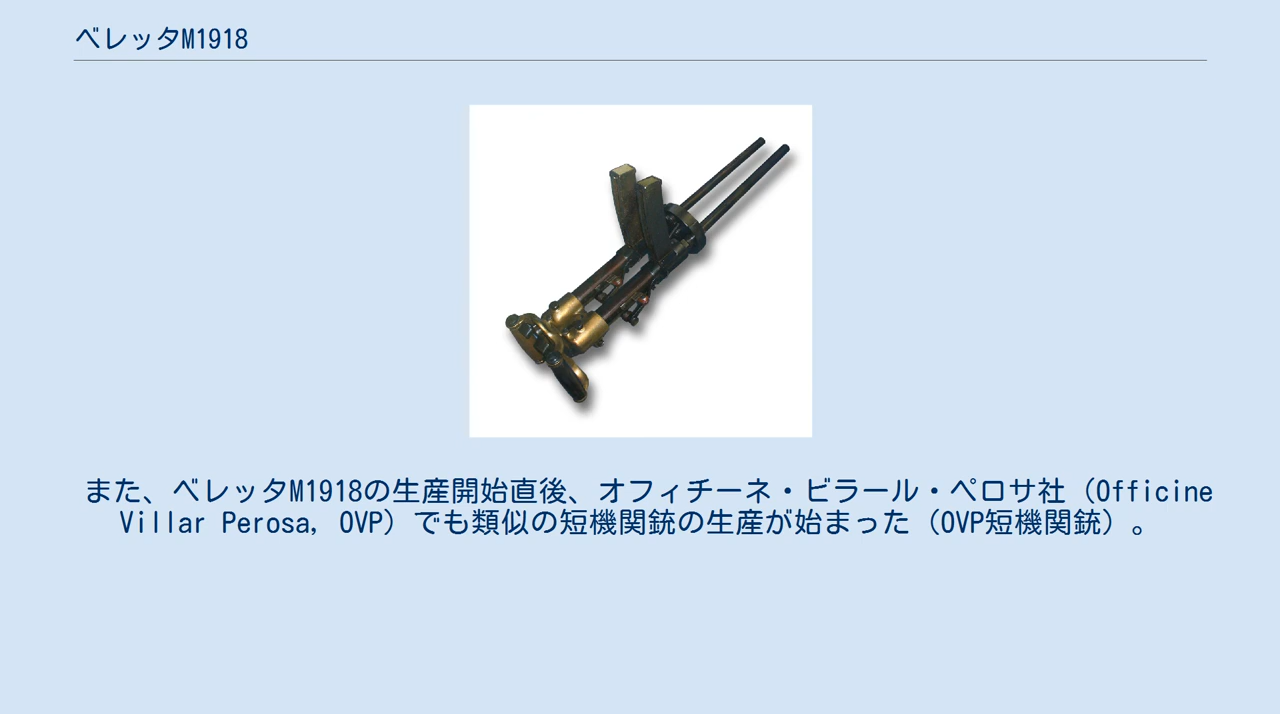 ベレッタM1918
また、ベレッタM1918の生産開始直後、オフィチーネ・ビラール・ペロサ社（Officine
Villar Perosa, OVP）でも類似の短機関銃の生産が始まった（OVP短機関銃）。